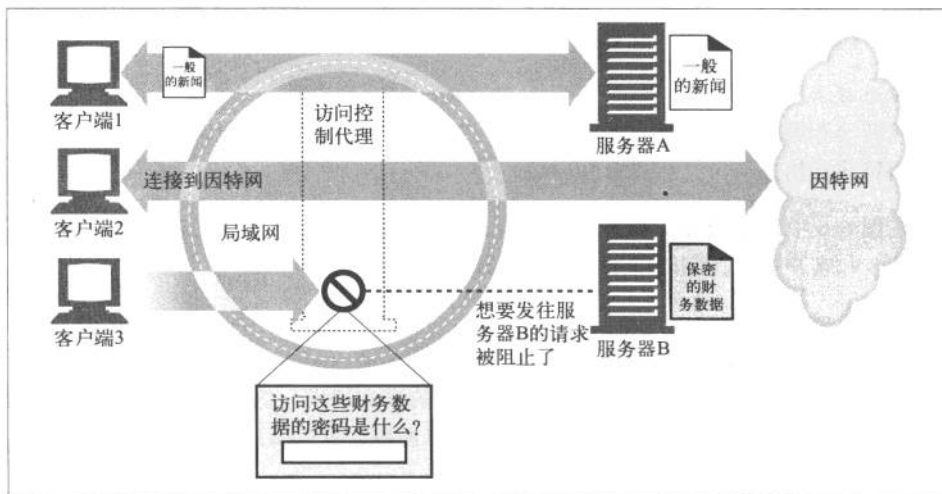 一般
的新闻
一般
的新闻
客户端1
访问控
制代理
服务器A
连接到因特网
因特网
客户端2
局域网
保密
的财
务数据
客户端3
想要发往服
务器B的请求
被阻止了
服务器B
访问这些财务数
据的密码是什么?